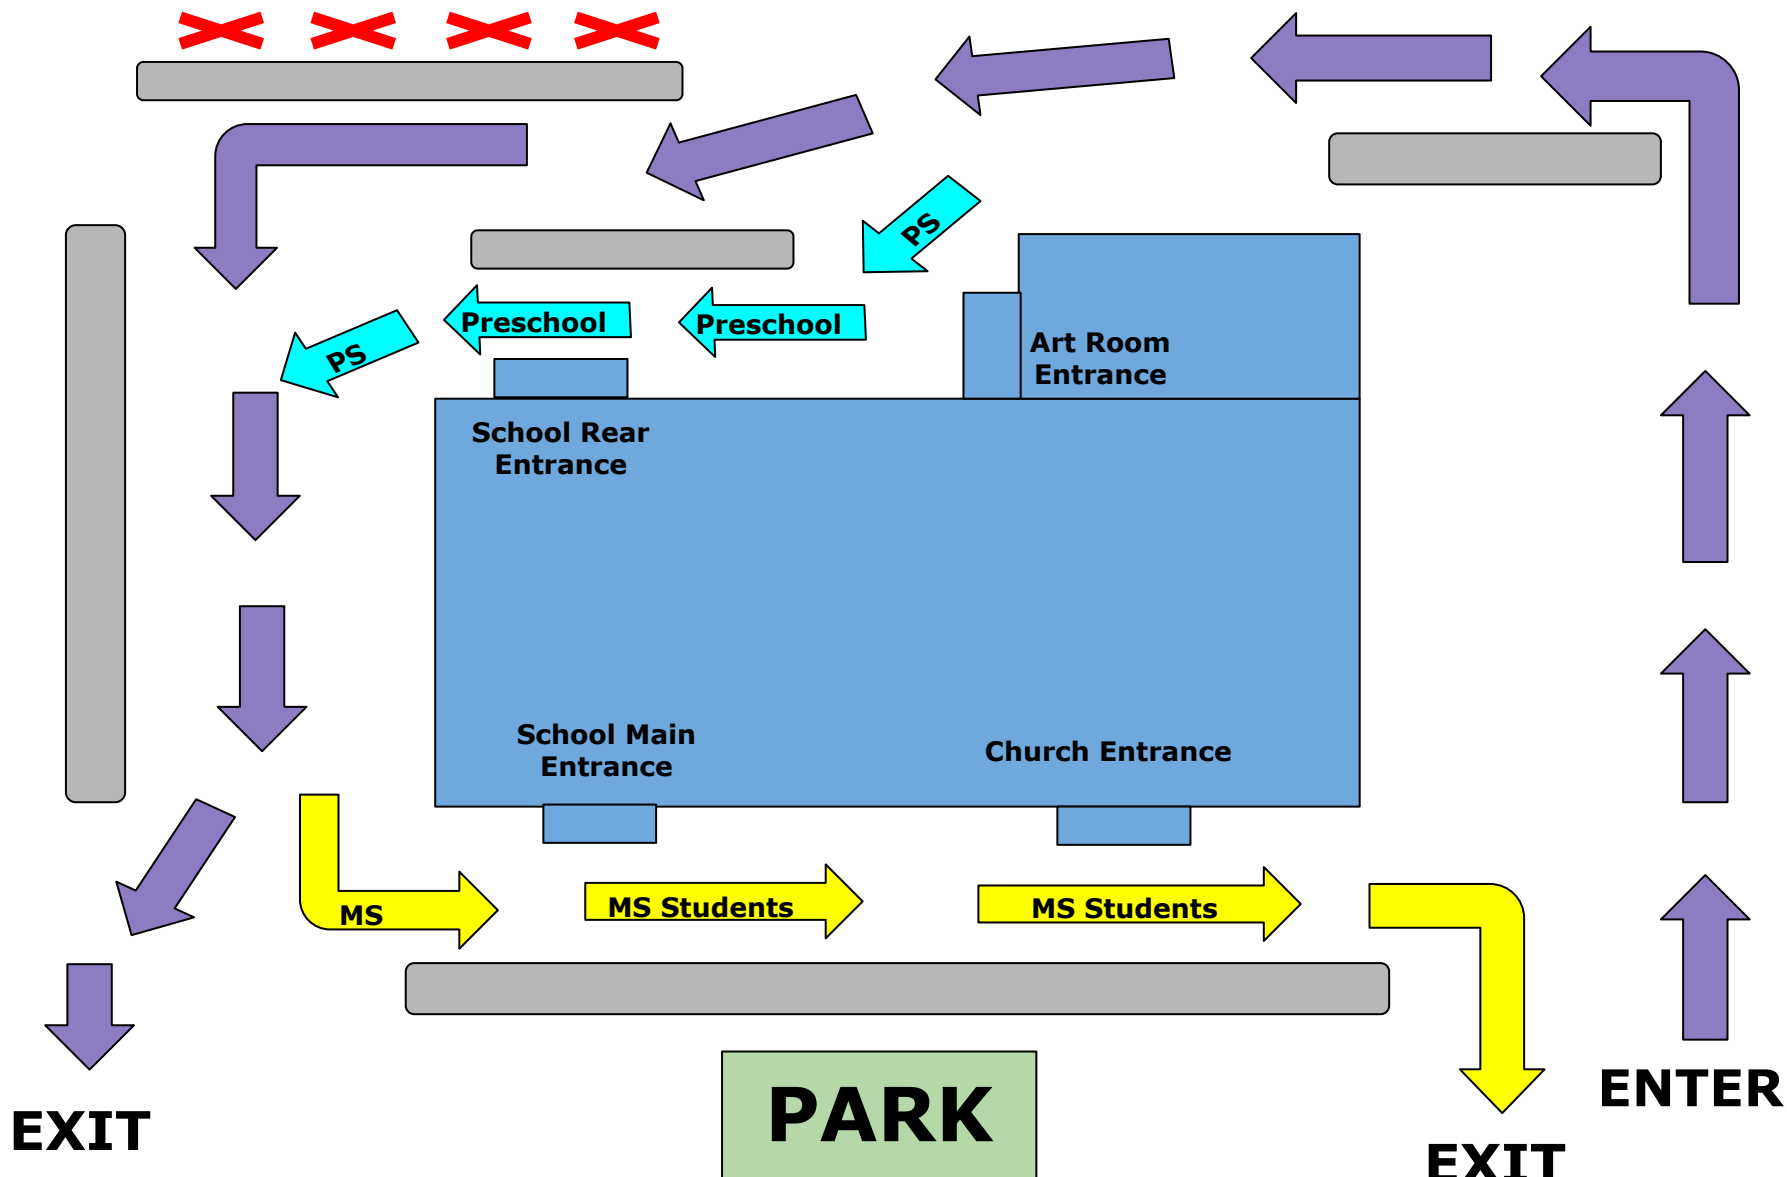 PS
Preschool
Preschool
PS
Art Room
Entrance
School Rear
Entrance
School Main
Entrance
Church Entrance
MS
MS Students
MS Students
ENTER
PARK
EXIT
EXIT